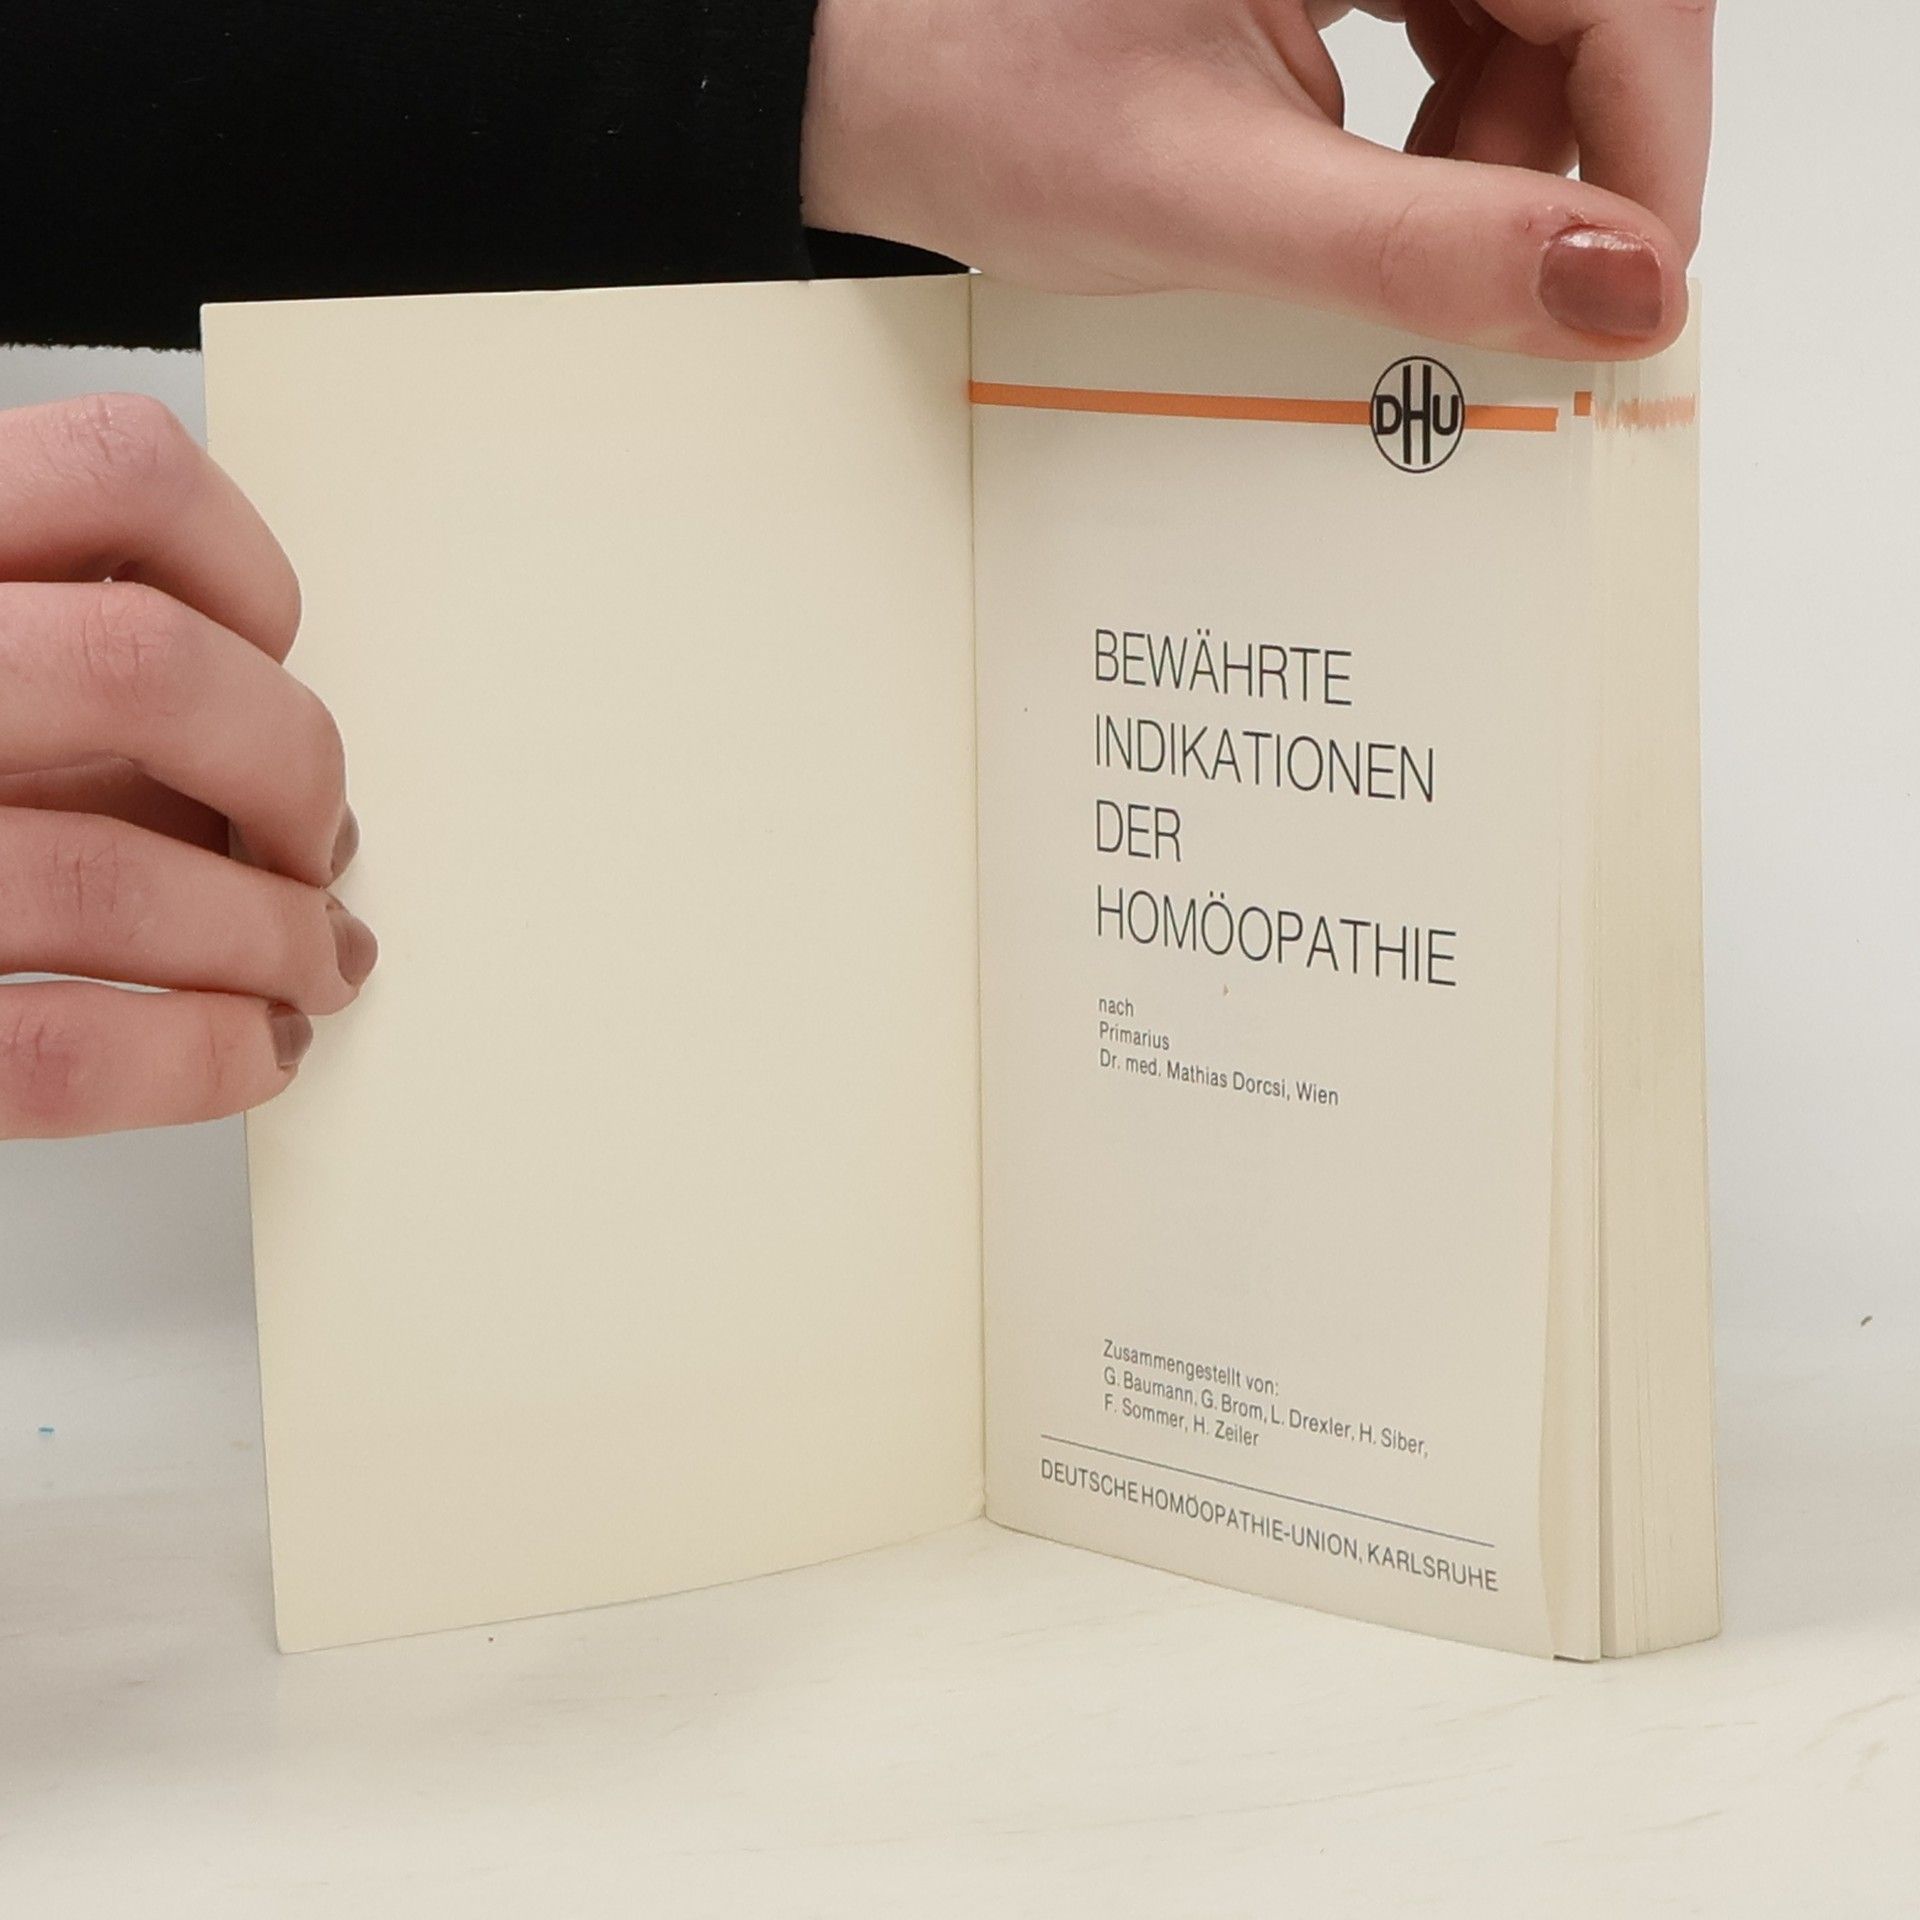 DHU
BEWÄHRTE
INDIKATIONEN
DER
HOMÖOPATHIE
nach
Primarius
Dr. med. Mathias Dorcsi, Wien
Zusammengestellt von:
G. Baumann, G. Brom, L. Drexler, H. Siber,
F. Sommer, H. Zeiler
DEUTSCHE HOMÖOPATHIE-UNION, KARLSRUHE